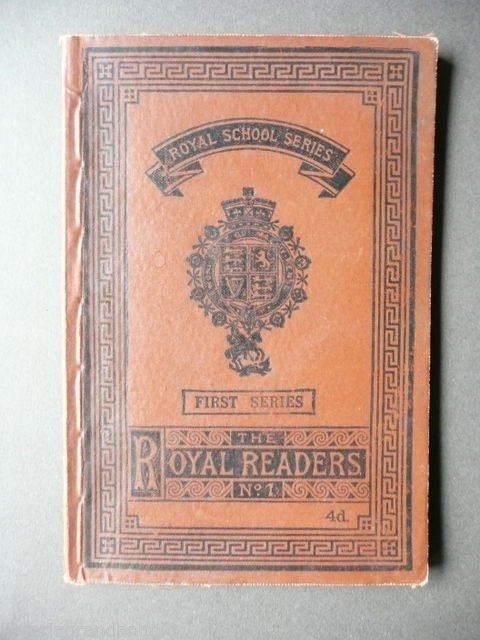 ROYAL SCHOOL SERIES
FIRST SERIES
THE
ROYAL READERS.
Nº 1.
4d.